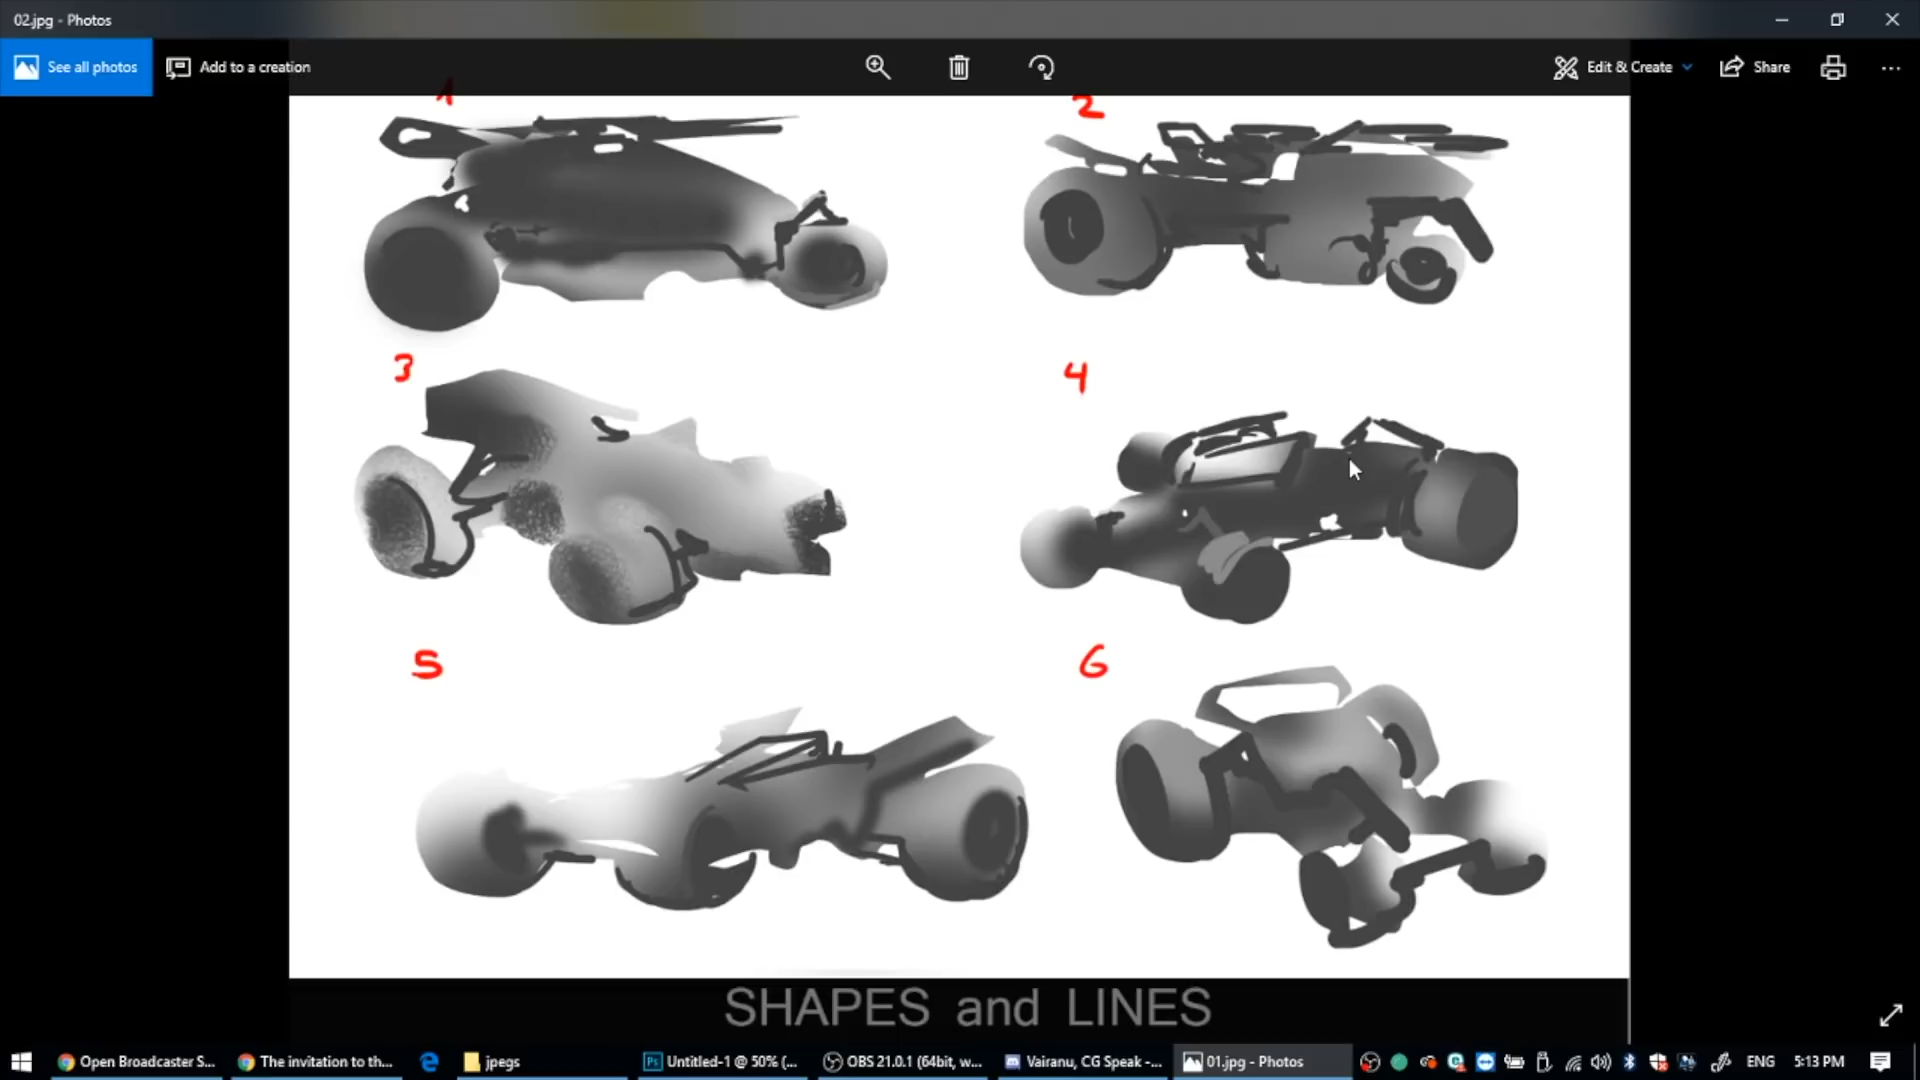 02.jpg - Photos
See all photos
Add to a creation
Edit & Create
Share
1
2
3
4
5
6
SHAPES and LINES
Open Broadcaster S...
The invitation to th...
jpegs
Untitled-1 @ 50% (...
OBS 21.0.1 (64bit, w...
Vairanu, CG Speak -...
01.jpg - Photos
ENG
5:13 PM